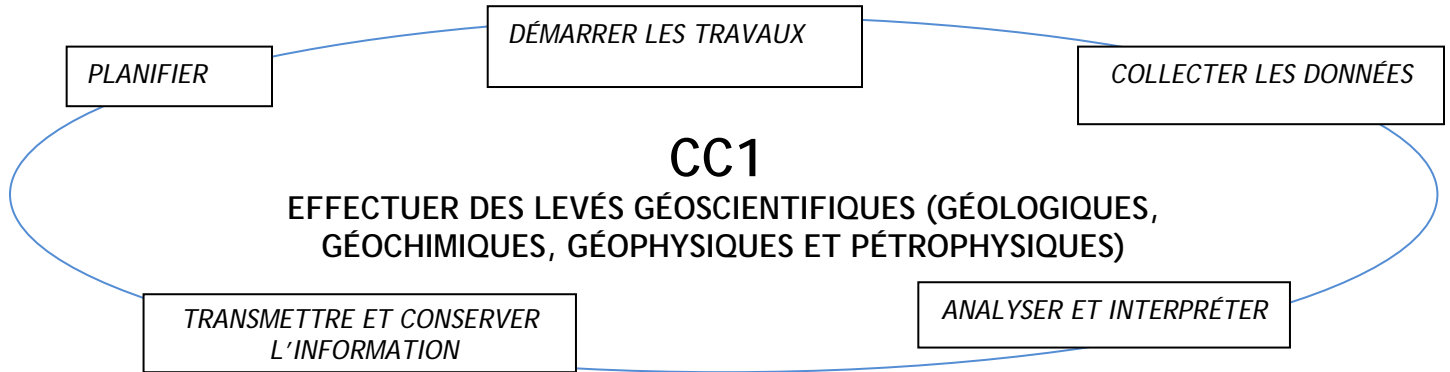 DÉMARRER LES TRAVAUX
PLANIFIER
COLLECTER LES DONNÉES
CC1
EFFECTUER DES LEVÉS GÉOSCIENTIFIQUES (GÉOLOGIQUES,
GÉOCHIMIQUES, GÉOPHYSIQUES ET PÉTROPHYSIQUES)
TRANSMETTRE ET CONSERVER
L'INFORMATION
ANALYSER ET INTERPRÉTER